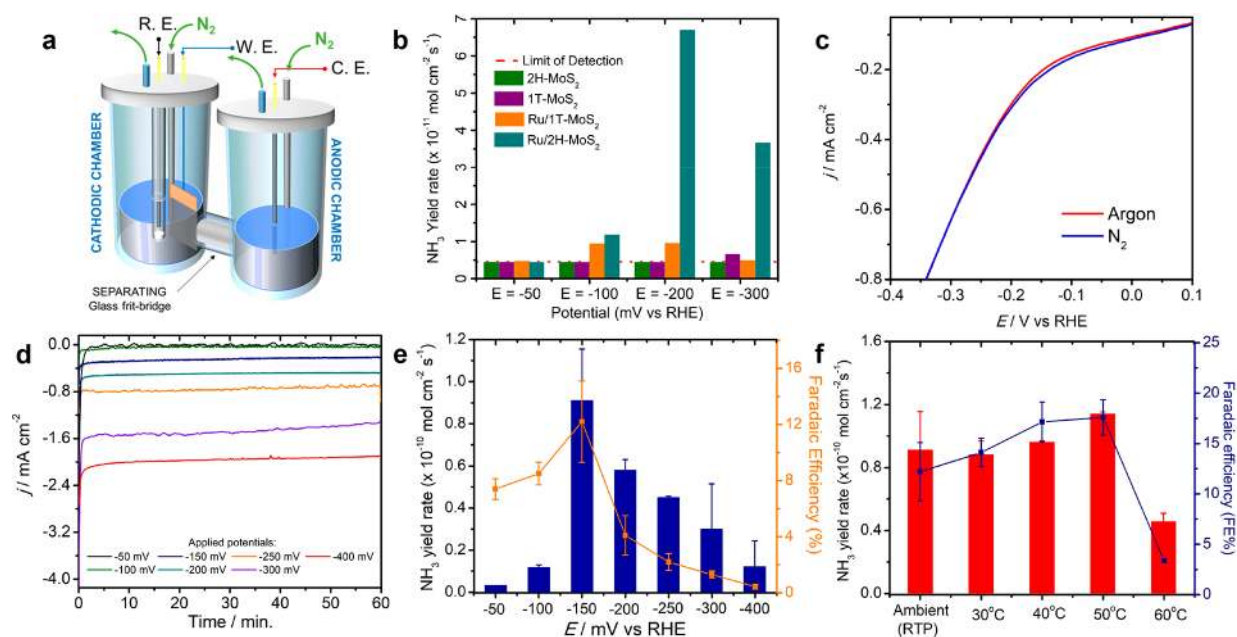 a
R. E.
N2
W. E.
N2
C. E.
CATHODIC CHAMBER
ANODIC CHAMBER
SEPARATING
Glass frit-bridge
b
NH3 Yield rate (x 10-11 mol cm-2 s-1)
7
6
5
4
3
2
1
0
Limit of Detection
2H-MoS2
1T-MoS2
Ru/1T-MoS2
Ru/2H-MoS2
E = -50 E = -100 E = -200 E = -300
Potential (mV vs RHE)
c
j / mA cm-2
-0.2
-0.4
-0.6
-0.8
Argon
N2
-0.4 -0.3 -0.2 -0.1 0.0 0.1
E / V vs RHE
d
j / mA cm-2
0.0
-0.8
-1.6
-2.4
-3.2
-4.0
Applied potentials:
-50 mV -150 mV -250 mV -400 mV
-100 mV -200 mV -300 mV
0 10 20 30 40 50 60
Time / min.
e
NH3 yield rate (x 10-10 mol cm-2 s-1)
1.2
1.0
0.8
0.6
0.4
0.2
0.0
16
12
8
4
0
Faradaic Efficiency (%)
-50 -100 -150 -200 -250 -300 -400
E / mV vs RHE
f
NH3 yield rate (x10-10 mol cm-2 s-1)
1.6
1.2
0.8
0.4
0.0
25
20
15
10
5
0
Faradaic efficiency (FE%)
Ambient 30°C 40°C 50°C 60°C
(RTP)